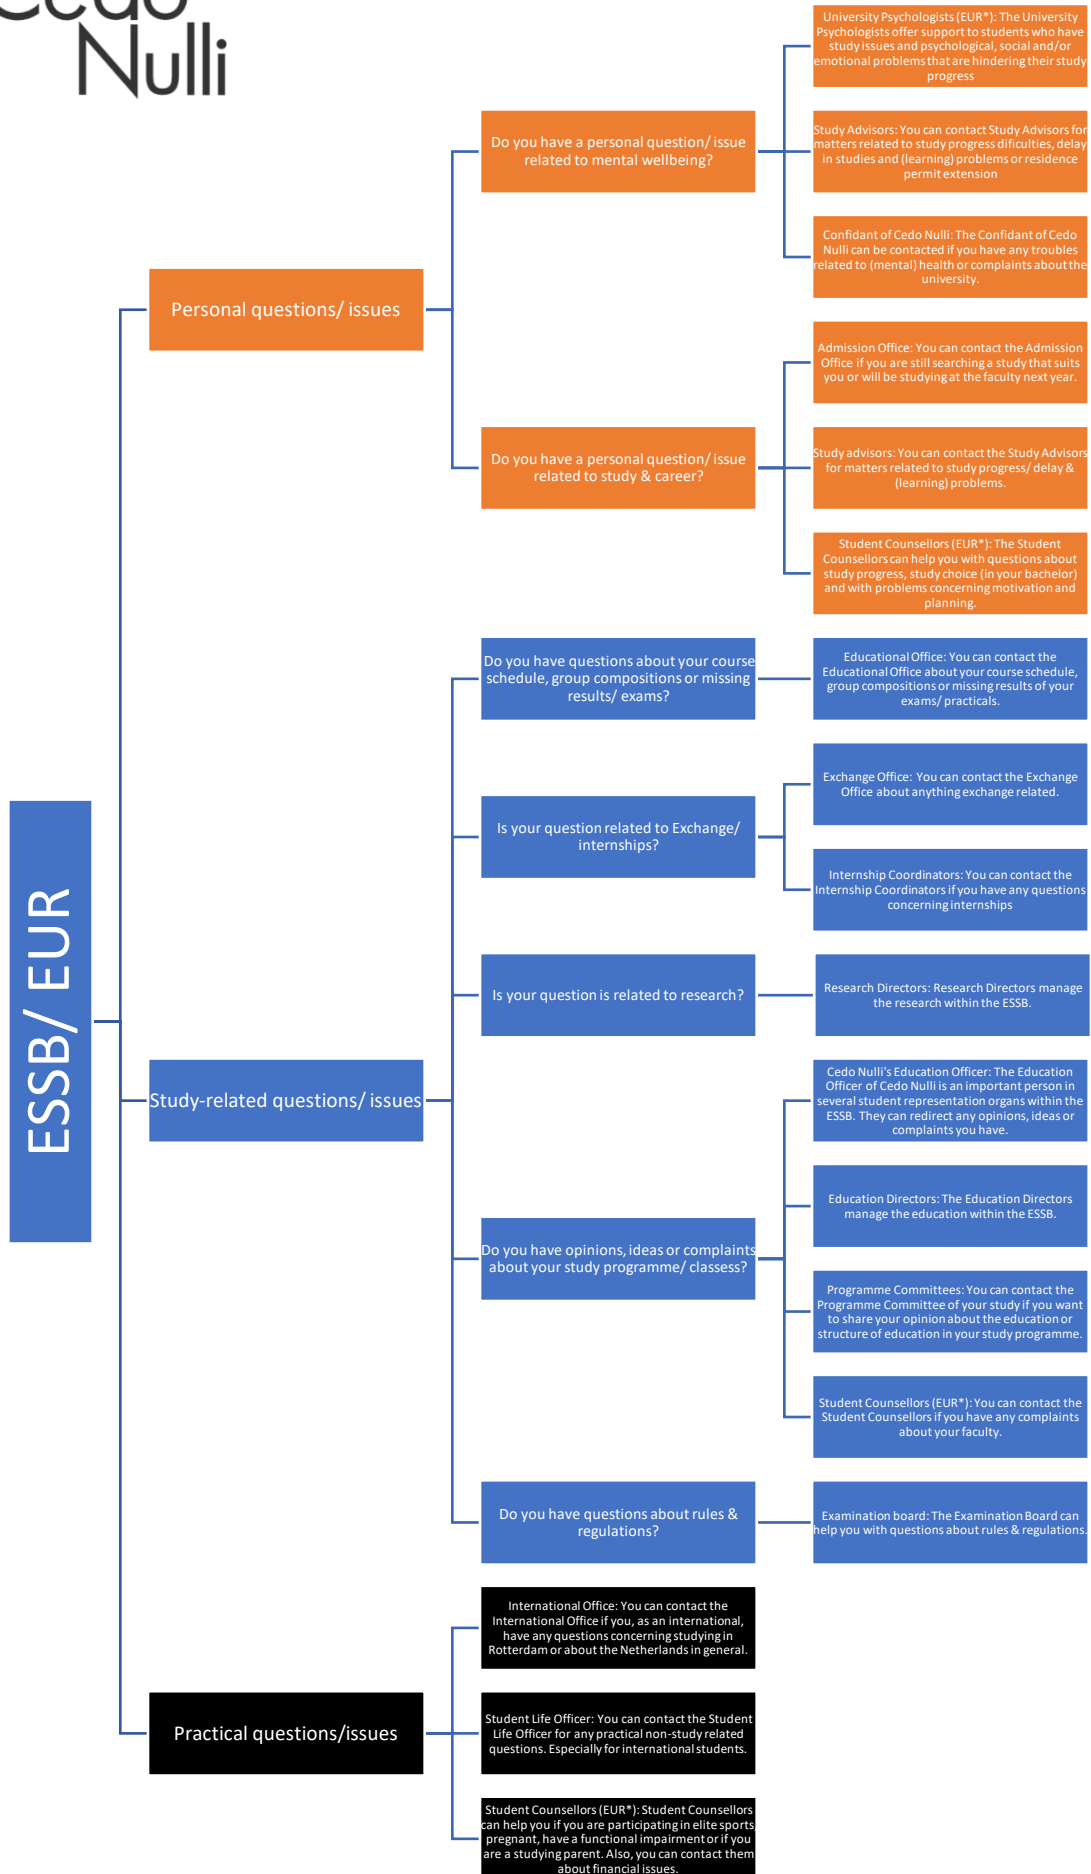 Cedo
Nulli
ESSB/ EUR
Personal questions/ issues
Do you have a personal question/ issue
related to mental wellbeing?
University Psychologists (EUR*): The University
Psychologists offer support to students who have
study issues and psychological, social and/or
emotional problems that are hindering their study
progress
Study Advisors: You can contact Study Advisors for
matters related to study progress dificulties, delay
in studies and (learning) problems or residence
permit extension
Confidant of Cedo Nulli: The Confidant of Cedo
Nulli can be contacted if you have any troubles
related to (mental) health or complaints about the
university.
Do you have a personal question/ issue
related to study & career?
Admission Office: You can contact the Admission
Office if you are still searching a study that suits
you or will be studying at the faculty next year.
Study advisors: You can contact the Study Advisors
for matters related to study progress/ delay &
(learning) problems.
Student Counsellors (EUR*): The Student
Counsellors can help you with questions about
study progress, study choice (in your bachelor)
and with problems concerning motivation and
planning.
Study-related questions/ issues
Do you have questions about your course
schedule, group compositions or missing
results/ exams?
Educational Office: You can contact the
Educational Office about your course schedule,
group compositions or missing results of your
exams/ practicals.
Is your question related to Exchange/
internships?
Exchange Office: You can contact the Exchange
Office about anything exchange related.
Internship Coordinators: You can contact the
Internship Coordinators if you have any questions
concerning internships
Is your question is related to research?
Research Directors: Research Directors manage
the research within the ESSB.
Do you have opinions, ideas or complaints
about your study programme/ classess?
Cedo Nulli's Education Officer: The Education
Officer of Cedo Nulli is an important person in
several student representation organs within the
ESSB. They can redirect any opinions, ideas or
complaints you have.
Education Directors: The Education Directors
manage the education within the ESSB.
Programme Committees: You can contact the
Programme Committee of your study if you want
to share your opinion about the education or
structure of education in your study programme.
Student Counsellors (EUR*): You can contact the
Student Counsellors if you have any complaints
about your faculty.
Do you have questions about rules &
regulations?
Examination board: The Examination Board can
help you with questions about rules & regulations.
Practical questions/issues
International Office: You can contact the
International Office if you, as an international,
have any questions concerning studying in
Rotterdam or about the Netherlands in general.
Student Life Officer: You can contact the Student
Life Officer for any practical non-study related
questions. Especially for international students.
Student Counsellors (EUR*): Student Counsellors
can help you if you are participating in elite sports,
pregnant, have a functional impairment or if you
are a studying parent. Also, you can contact them
about financial issues.